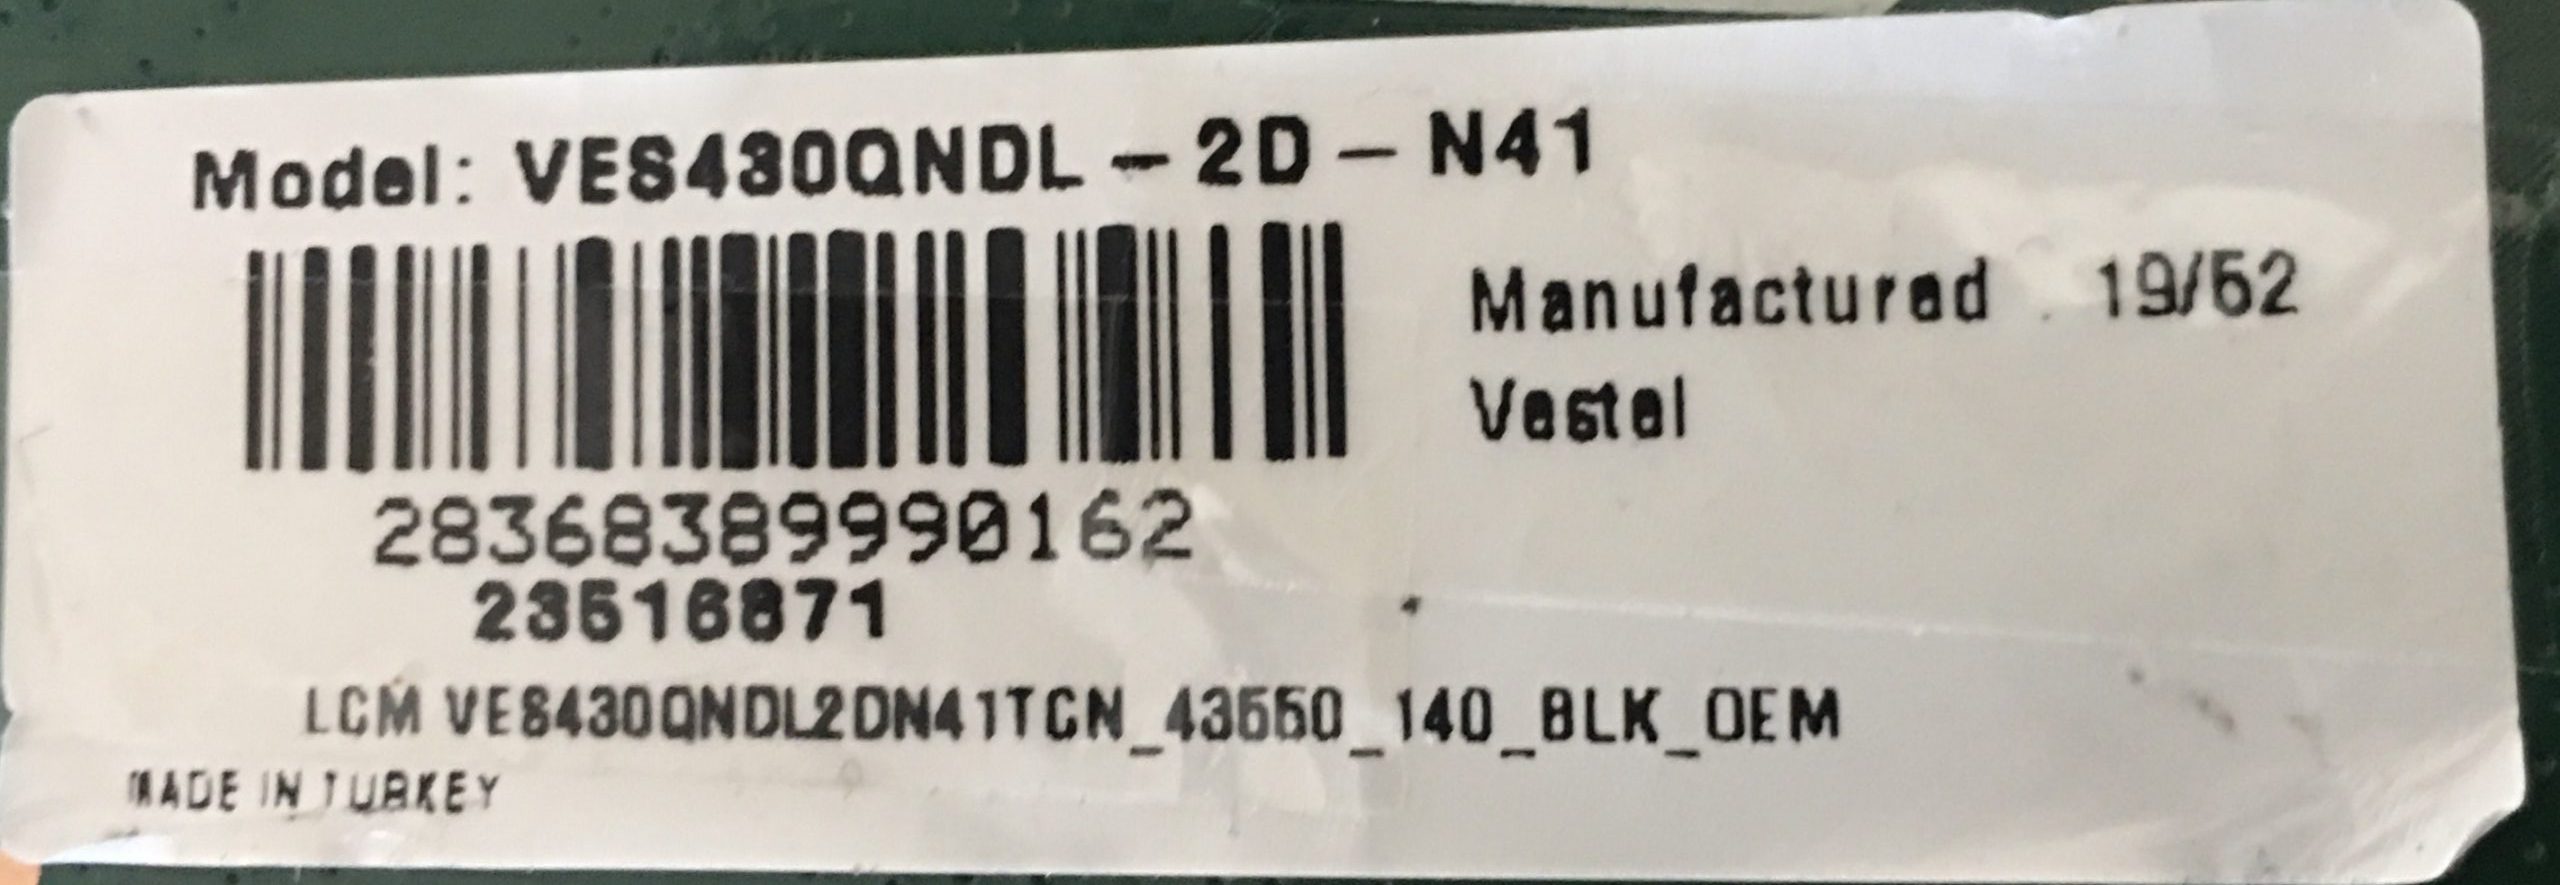 Model: VES430QNDL-2D-N41
Manufactured 19/52
Vestel
28368389990162
23516871
LCM VES430QNDL2DN41TCN_43550_140_BLK_OEM
MADE IN TURKEY